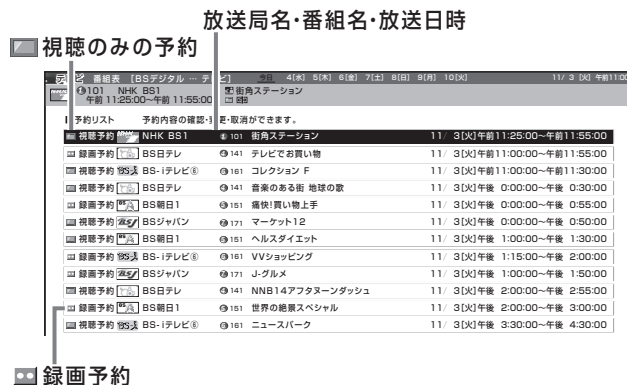 放送局名・番組名・放送日時
視聴のみの予約
番組表 [BSデジタル … テレビ] 今日 4[水] 5[木] 6[金] 7[土] 8[日] 9[月] 10[火] 11/ 3 [火] 午前11:00
101 NHK BS1 街角ステーション
午前 11:25:00〜午前 11:55:00
予約リスト 予約内容の確認・変更・取消ができます。
視聴予約 NHK BS1 101 街角ステーション 11/ 3[火]午前11:25:00〜午前11:55:00
録画予約 BS日テレ 141 テレビでお買い物 11/ 3[火]午前11:00:00〜午前11:55:00
視聴予約 BS-i BS-iテレビ⑥ 161 コレクション F 11/ 3[火]午前11:00:00〜午前11:30:00
視聴予約 BS日テレ 141 音楽のある街 地球の歌 11/ 3[火]午後 0:00:00〜午後 0:30:00
録画予約 BS朝日1 151 痛快!買い物上手 11/ 3[火]午後 0:00:00〜午後 0:55:00
視聴予約 BSジャパン 171 マーケット12 11/ 3[火]午後 0:00:00〜午後 0:50:00
視聴予約 BS朝日1 151 ヘルスダイエット 11/ 3[火]午後 1:00:00〜午後 1:30:00
録画予約 BS-i BS-iテレビ⑥ 161 VVショッピング 11/ 3[火]午後 1:15:00〜午後 2:00:00
録画予約 BSジャパン 171 J-グルメ 11/ 3[火]午後 1:00:00〜午後 1:50:00
視聴予約 BS日テレ 141 NNB14アフタヌーンダッシュ 11/ 3[火]午後 2:00:00〜午後 2:55:00
録画予約 BS朝日1 151 世界の絶景スペシャル 11/ 3[火]午後 2:00:00〜午後 3:00:00
視聴予約 BS-i BS-iテレビ⑥ 161 ニュースパーク 11/ 3[火]午後 3:30:00〜午後 4:30:00
録画予約